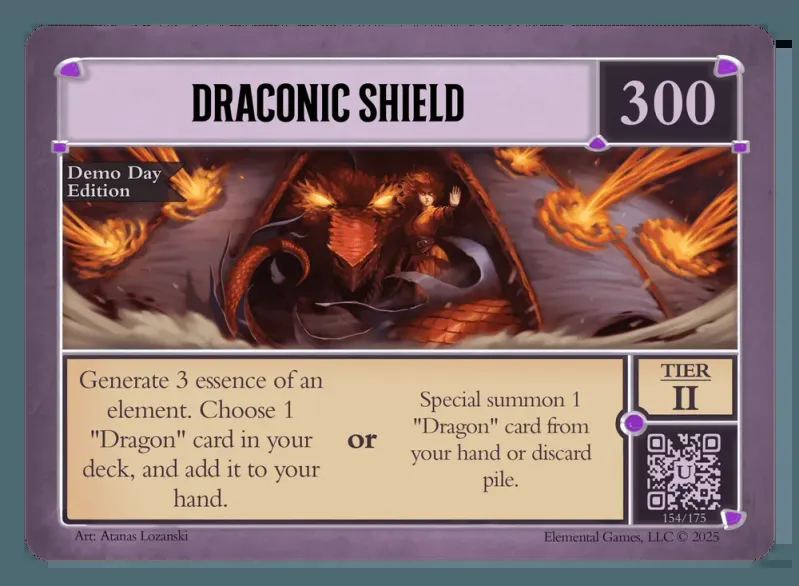 DRACONIC SHIELD
300
Demo Day
Edition
Generate 3 essence of an
element. Choose 1
"Dragon" card in your
deck, and add it to your
hand.
or
Special summon 1
"Dragon" card from
your hand or discard
pile.
TIER
II
U
154/175
Art: Atanas Lozanski
Elemental Games, LLC © 2025